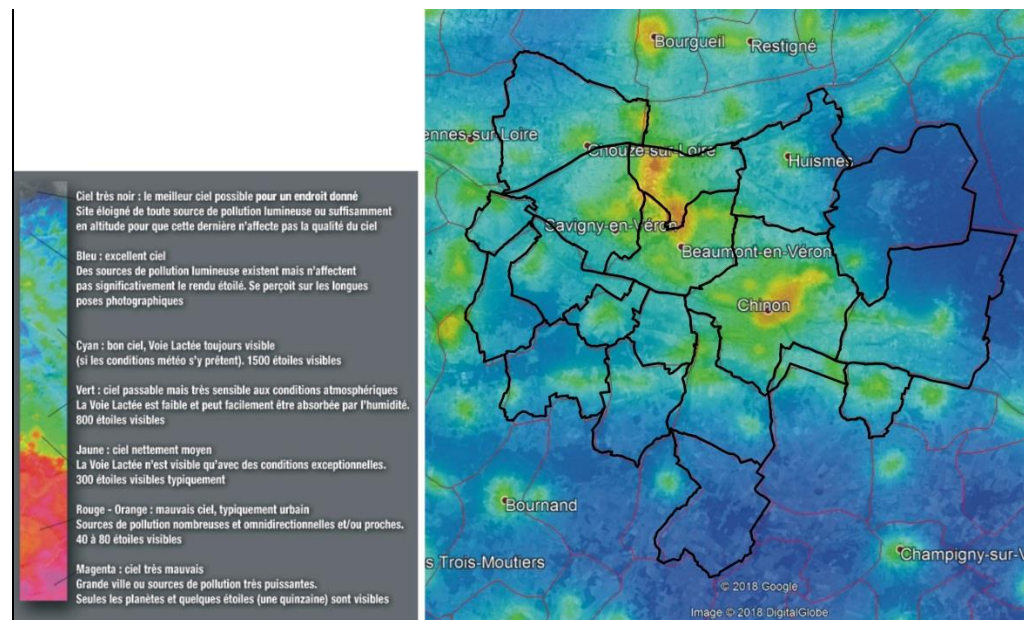 Ciel très noir : le meilleur ciel possible pour un endroit donné
Site éloigné de toute source de pollution lumineuse ou suffisamment
en altitude pour que cette dernière n'affecte pas la qualité du ciel
Bleu : excellent ciel
Des sources de pollution lumineuse existent mais n'affectent
pas significativement le rendu étoilé. Se perçoit sur les longues
poses photographiques
Cyan : bon ciel, Voie Lactée toujours visible
(si les conditions météo s'y prêtent). 1500 étoiles visibles
Vert : ciel passable mais très sensible aux conditions atmosphériques
La Voie Lactée est faible et peut facilement être absorbée par l'humidité.
800 étoiles visibles
Jaune : ciel nettement moyen
La Voie Lactée n'est visible qu'avec des conditions exceptionnelles.
300 étoiles visibles typiquement
Rouge - Orange : mauvais ciel, typiquement urbain
Sources de pollution nombreuses et omnidirectionnelles et/ou proches.
40 à 80 étoiles visibles
Magenta : ciel très mauvais
Grande ville ou sources de pollution très puissantes.
Seules les planètes et quelques étoiles (une quinzaine) sont visibles
Bourgueil
Restigné
ennes-sur-Loire
Chouzé-sur-Loire
Huismes
Savigny-en-Véron
Beaumont-en-Véron
Chinon
Bournand
s Trois-Moutiers
Champigny-sur-V
© 2018 Google
Image © 2018 DigitalGlobe